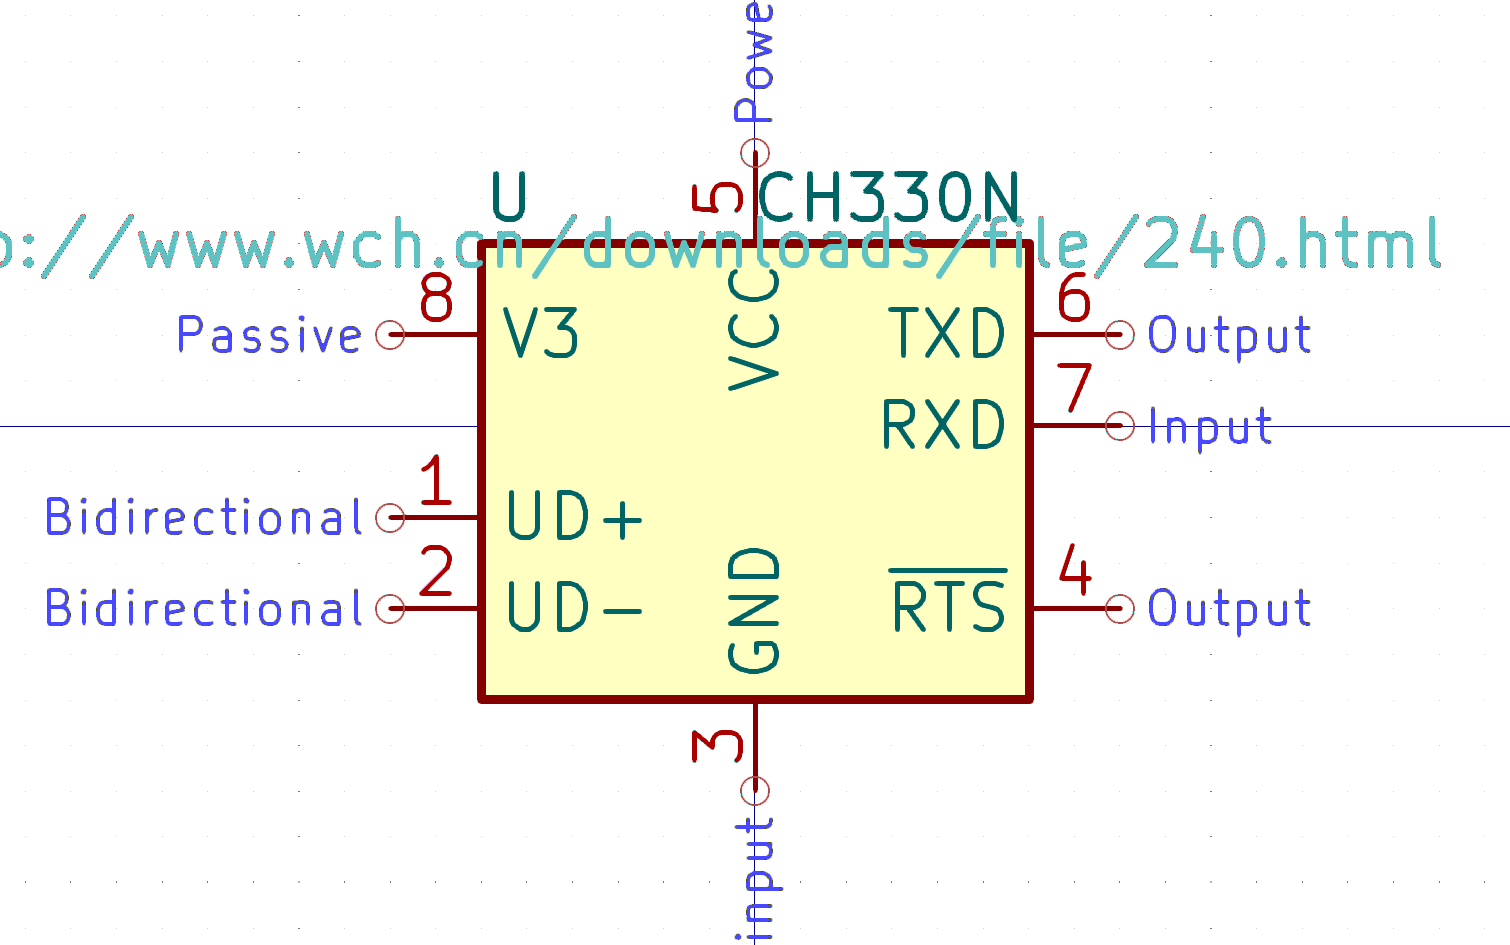 Powe
U
5
CH330N
://www.wch.cn/downloads/file/240.html
8
VCC
6
Passive
V3
TXD
Output
7
RXD
Input
1
Bidirectional
UD+
2
GND
4
Bidirectional
UD-
RTS
Output
3
input